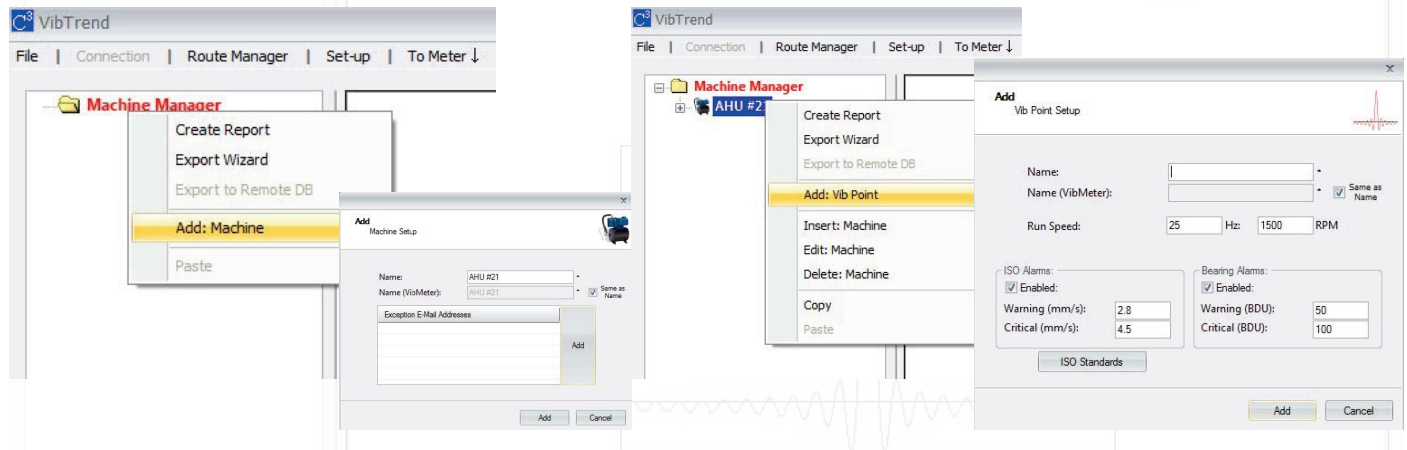 C3 VibTrend
File | Connection | Route Manager | Set-up | To Meter ↓
Machine Manager
Create Report
Export Wizard
Export to Remote DB
Add: Machine
Paste
x
Add
Machine Setup
Name: AHU #21 *
Name (VibMeter): AHU #21 * Same as
Name
Exception E-Mail Addresses
Add
Add Cancel
C3 VibTrend
File | Connection | Route Manager | Set-up | To Meter ↓
Machine Manager
AHU #21
Create Report
Export Wizard
Export to Remote DB
Add: Vib Point
Insert: Machine
Edit: Machine
Delete: Machine
Copy
Paste
x
Add
Vib Point Setup
Name: *
Name (VibMeter): * Same as
Name
Run Speed: 25 Hz: 1500 RPM
ISO Alarms: Bearing Alarms:
Enabled: Enabled:
Warning (mm/s): 2.8 Warning (BDU): 50
Critical (mm/s): 4.5 Critical (BDU): 100
ISO Standards
Add Cancel